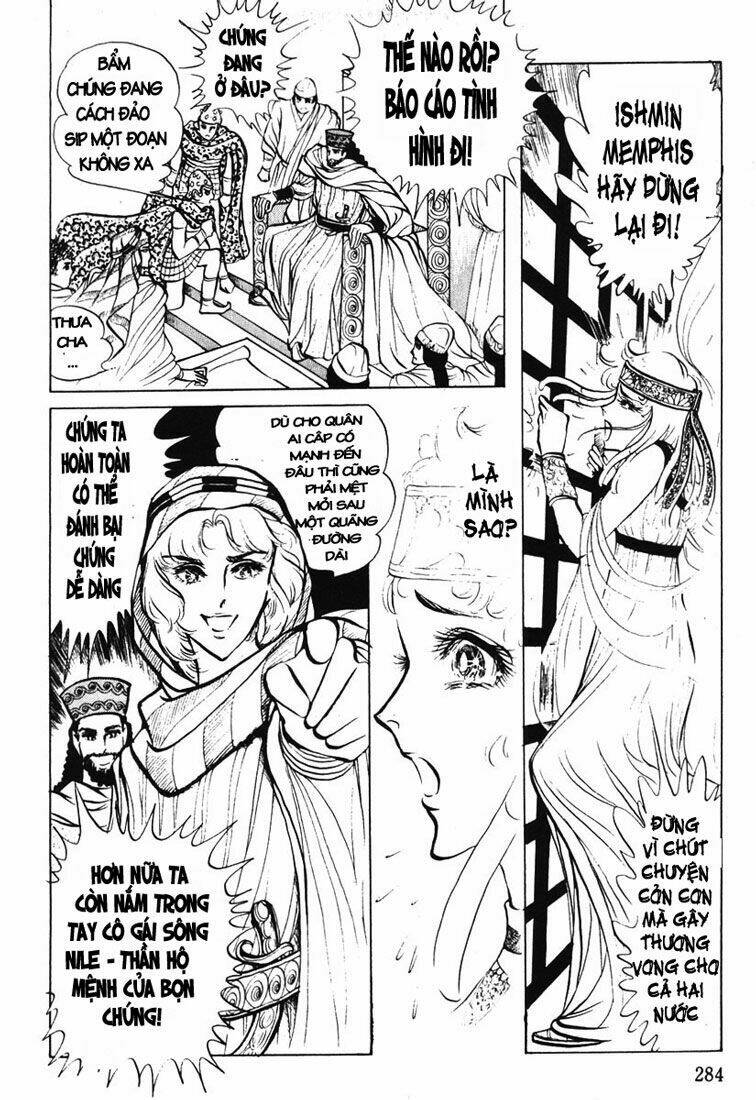 THẾ NÀO RỒI?
BÁO CÁO TÌNH
HÌNH ĐI!
CHÚNG
ĐANG
Ở ĐÂU?
BẨM
CHÚNG ĐANG
CÁCH ĐẢO
SIP MỘT ĐOẠN
KHÔNG XA
THƯA
CHA
...
ISHMIN
MEMPHIS
HÃY DỪNG
LẠI ĐI!
ĐỪNG
VÌ CHÚT
CHUYỆN
CỎN CON
MÀ GÂY
THƯƠNG
VONG CHO
CẢ HAI
NƯỚC
CHÚNG TA
HOÀN TOÀN
CÓ THỂ
ĐÁNH BẠI
CHÚNG
DỄ DÀNG
DÙ CHO QUÂN
AI CẬP CÓ
MẠNH ĐẾN
ĐÂU THÌ CŨNG
PHẢI MỆT
MỎI SAU
MỘT QUÃNG
ĐƯỜNG
DÀI
LÀ
MÌNH
SAO?
HƠN NỮA TA
CÒN NẮM TRONG
TAY CÔ GÁI SÔNG
NILE - THẦN HỘ
MỆNH CỦA BỌN
CHÚNG!
284